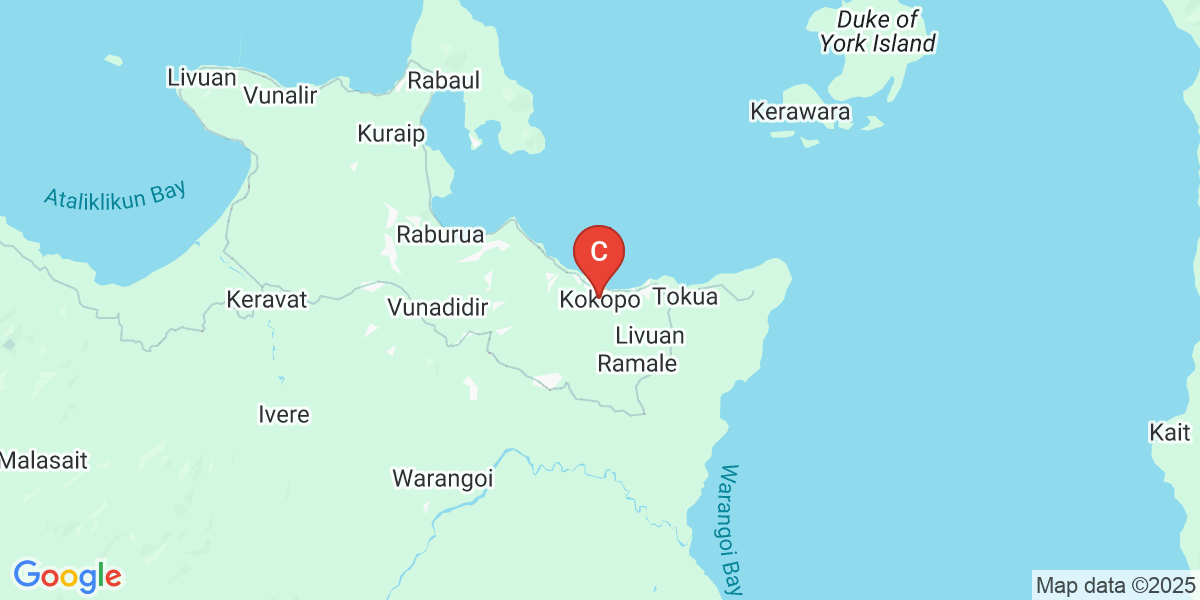 Duke of
York Island
Livuan
Rabaul
Vunalir
Kerawara
Kuraip
Ataliklikun Bay
Raburua
C
Keravat
Vunadidir
Kokopo
Tokua
Livuan
Ramale
Ivere
Kait
Malasait
Warangoi
Warangoi Bay
Google
Map data ©2025